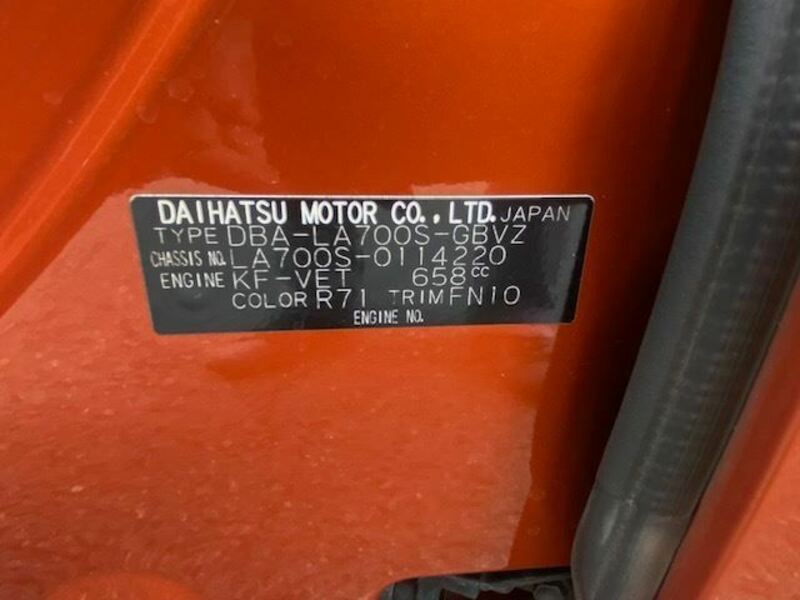 DAIHATSU MOTOR CO., LTD. JAPAN
TYPE DBA-LA700S-GBVZ
CHASSIS NO. LA700S-0114220
ENGINE KF-VET 658cc
COLOR R71 TRIM FN10
ENGINE NO.